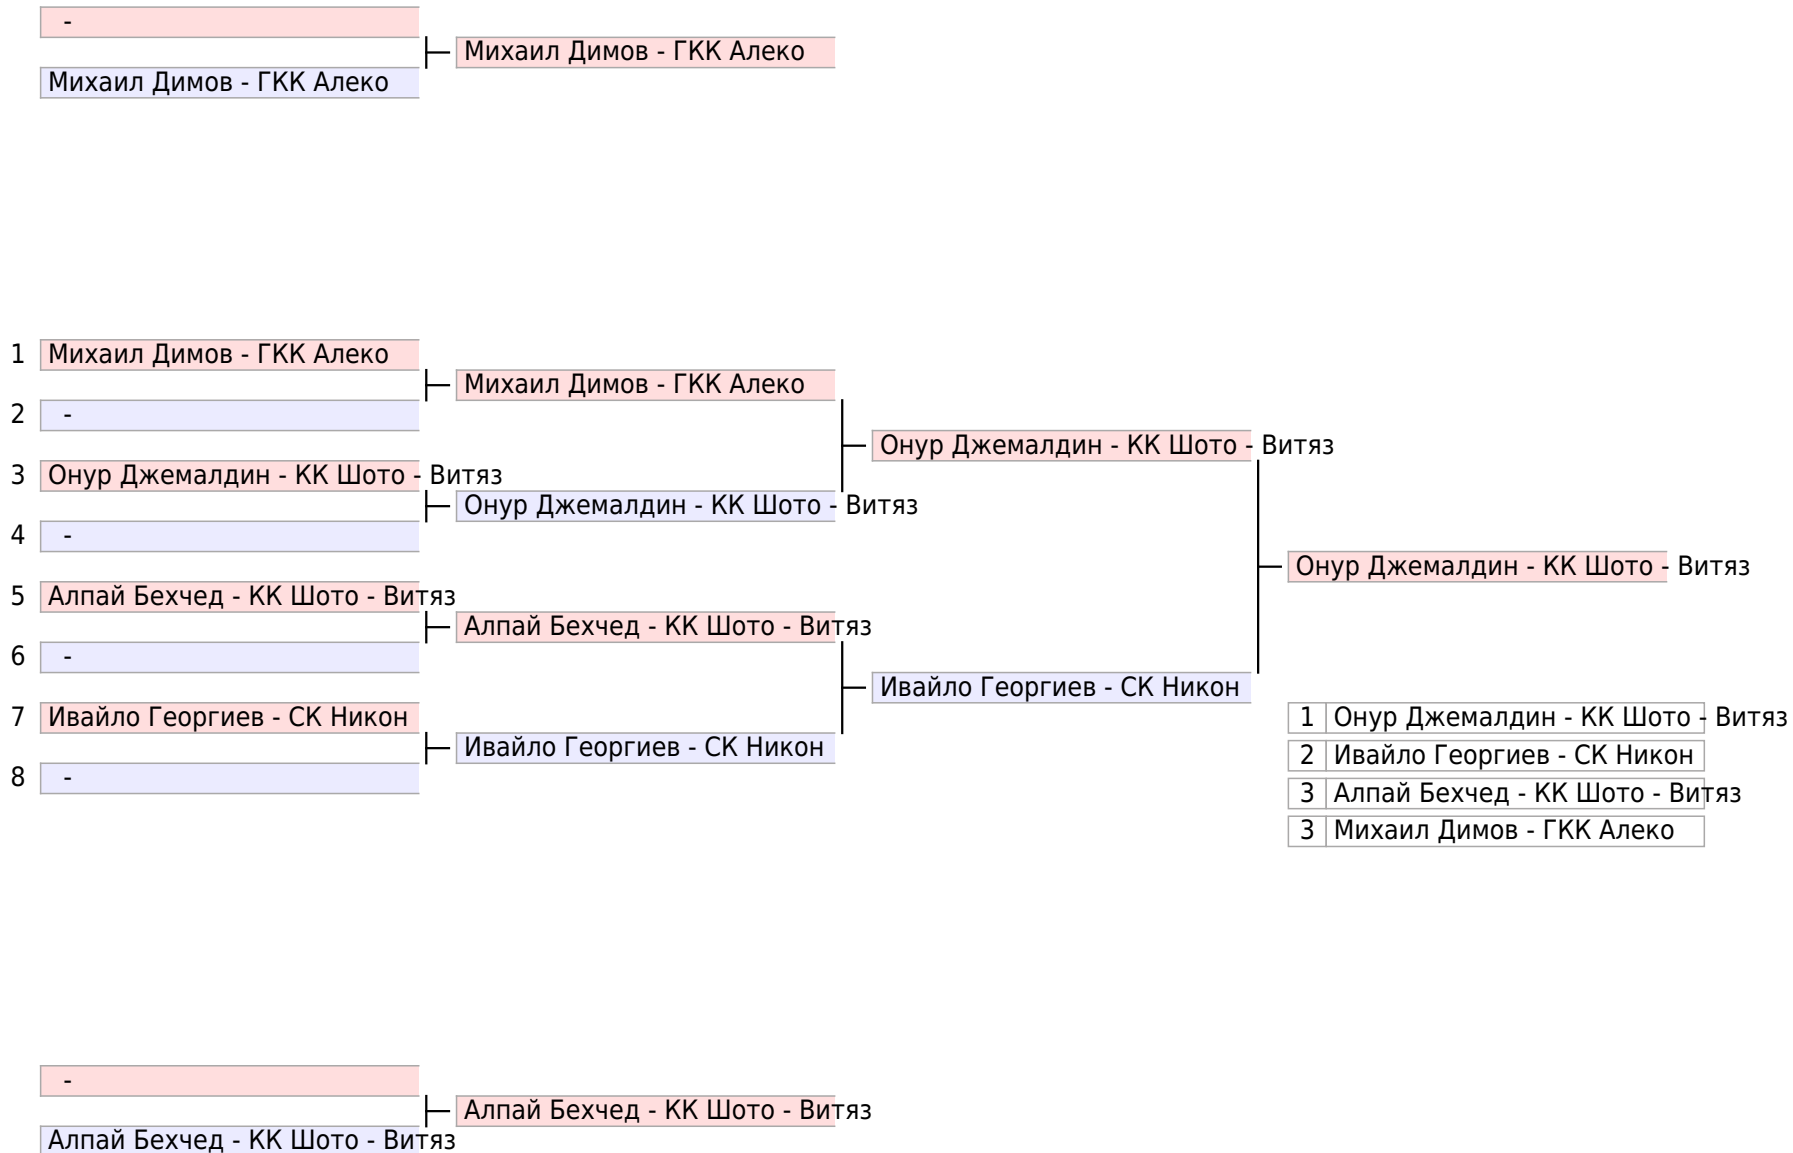 -
Михаил Димов - ГКК Алеко
Михаил Димов - ГКК Алеко
1 Михаил Димов - ГКК Алеко
Михаил Димов - ГКК Алеко
2 -
Онур Джемалдин - КК Шото - Витяз
3 Онур Джемалдин - КК Шото - Витяз
Онур Джемалдин - КК Шото - Витяз
4 -
Онур Джемалдин - КК Шото - Витяз
5 Алпай Бехчед - КК Шото - Витяз
Алпай Бехчед - КК Шото - Витяз
6 -
Ивайло Георгиев - СК Никон
7 Ивайло Георгиев - СК Никон
Ивайло Георгиев - СК Никон
8 -
1 Онур Джемалдин - КК Шото - Витяз
2 Ивайло Георгиев - СК Никон
3 Алпай Бехчед - КК Шото - Витяз
3 Михаил Димов - ГКК Алеко
-
Алпай Бехчед - КК Шото - Витяз
Алпай Бехчед - КК Шото - Витяз